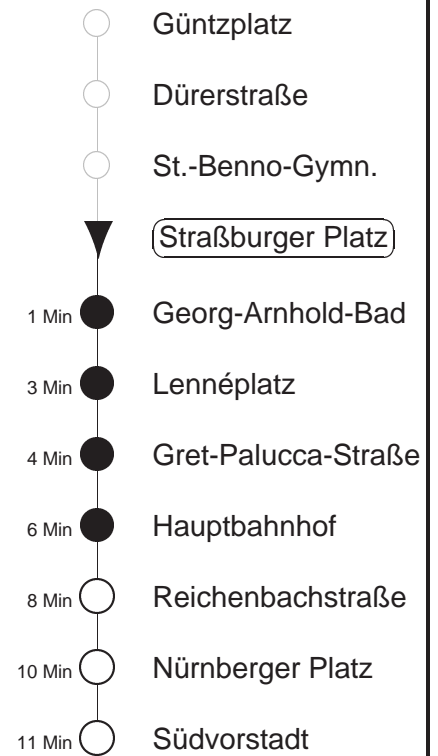 Güntzplatz
Dürerstraße
St.-Benno-Gymn.
Straßburger Platz
1 Min Georg-Arnhold-Bad
3 Min Lennéplatz
4 Min Gret-Palucca-Straße
6 Min Hauptbahnhof
8 Min Reichenbachstraße
10 Min Nürnberger Platz
11 Min Südvorstadt